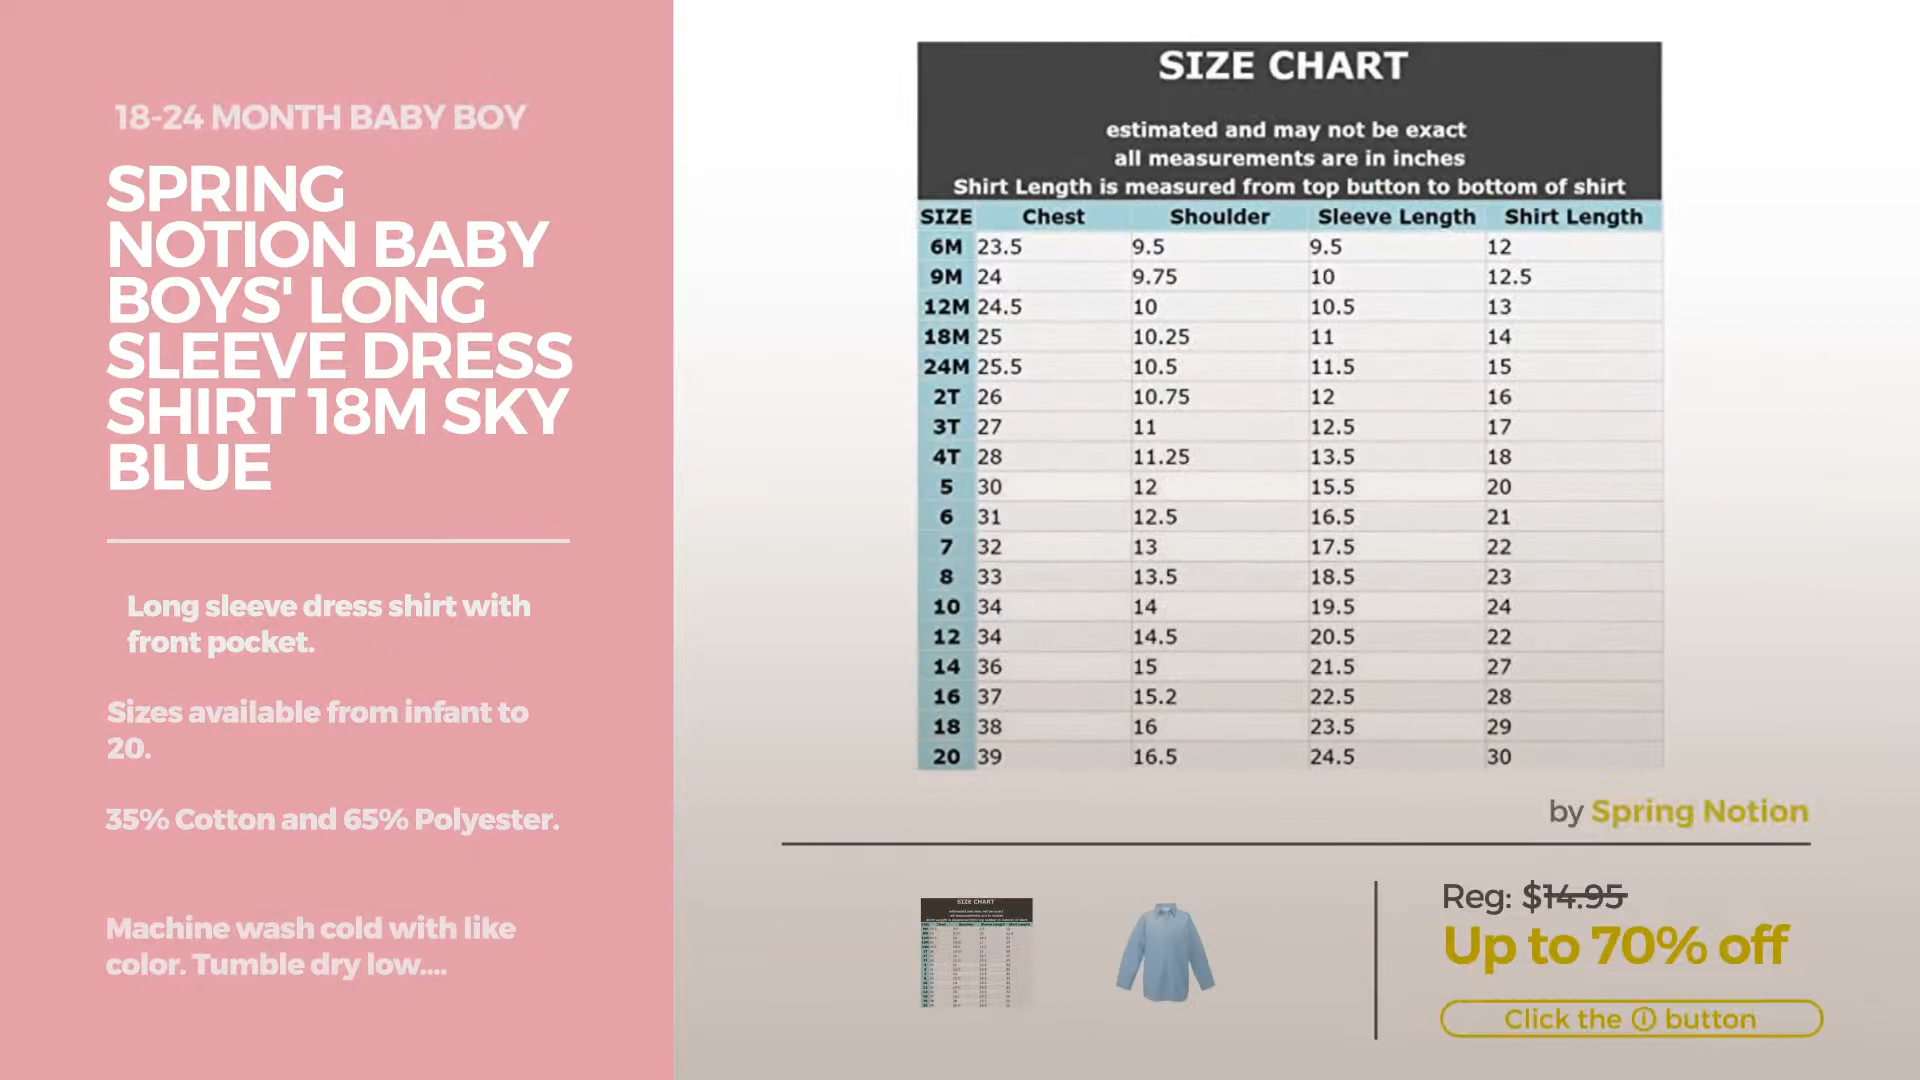 18-24 MONTH BABY BOY
SPRING
NOTION BABY
BOYS' LONG
SLEEVE DRESS
SHIRT 18M SKY
BLUE
Long sleeve dress shirt with
front pocket.
Sizes available from infant to
20.
35% Cotton and 65% Polyester.
Machine wash cold with like
color. Tumble dry low....
SIZE CHART
estimated and may not be exact
all measurements are in inches
Shirt Length is measured from top button to bottom of shirt
SIZE Chest Shoulder Sleeve Length Shirt Length
6M 23.5 9.5 9.5 12
9M 24 9.75 10 12.5
12M 24.5 10 10.5 13
18M 25 10.25 11 14
24M 25.5 10.5 11.5 15
2T 26 10.75 12 16
3T 27 11 12.5 17
4T 28 11.25 13.5 18
5 30 12 15.5 20
6 31 12.5 16.5 21
7 32 13 17.5 22
8 33 13.5 18.5 23
10 34 14 19.5 24
12 34 14.5 20.5 22
14 36 15 21.5 27
16 37 15.2 22.5 28
18 38 16 23.5 29
20 39 16.5 24.5 30
by Spring Notion
SIZE CHART
Reg: $14.95
Up to 70% off
Click the ⓘ button